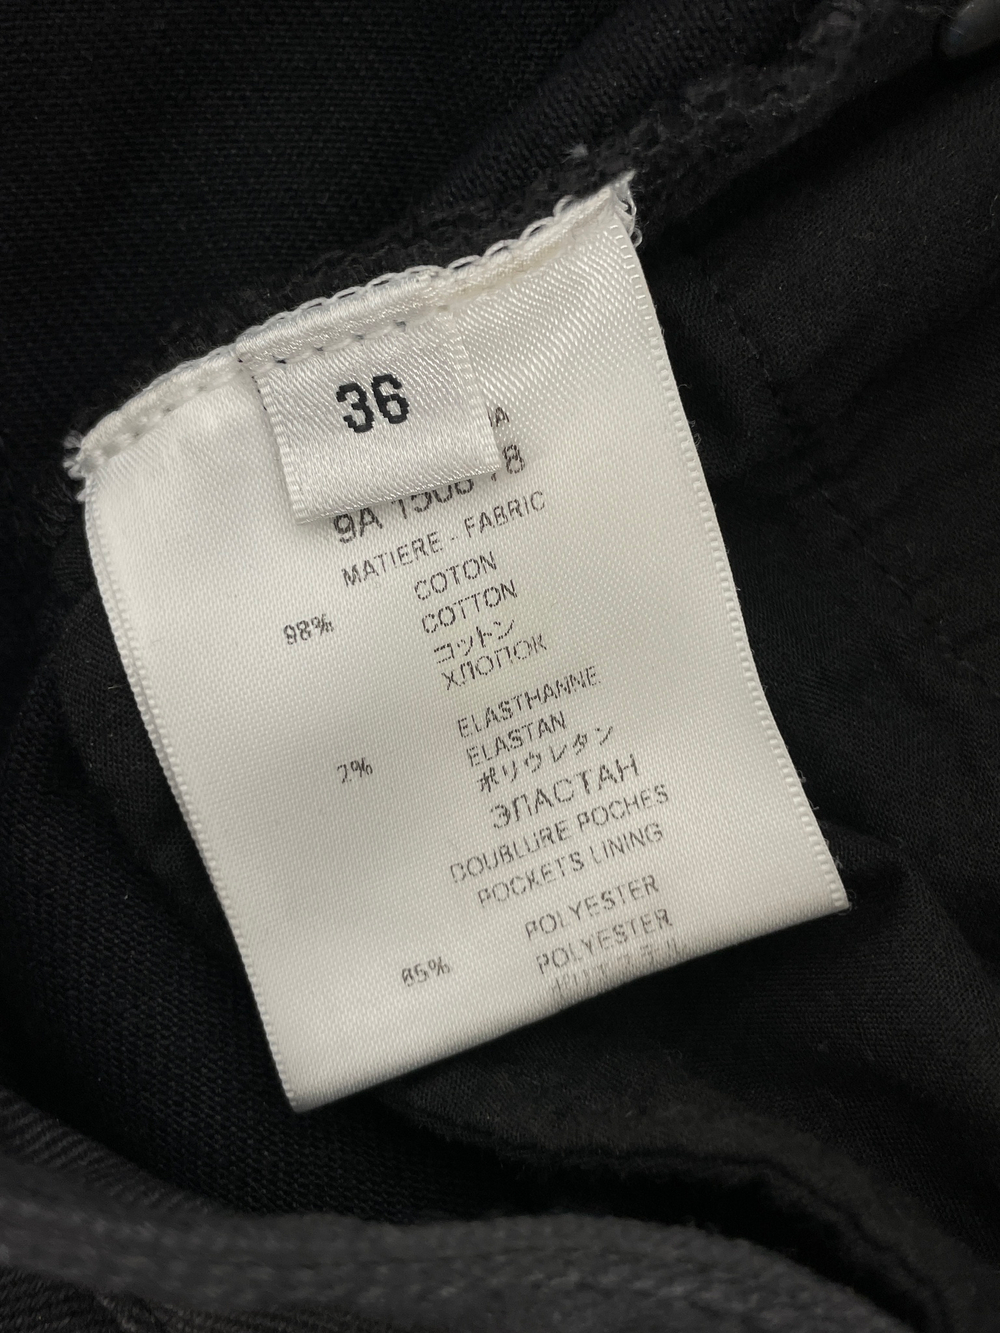 36
9A
MATIERE - FABRIC
COTON
98% COTTON
コットン
ХЛОПОК
ELASTHANNE
ELASTAN
2% ポリウレタン
ЭЛАСТАН
DOUBLURE POCHES
POCKETS LINING
POLYESTER
65% POLYESTER